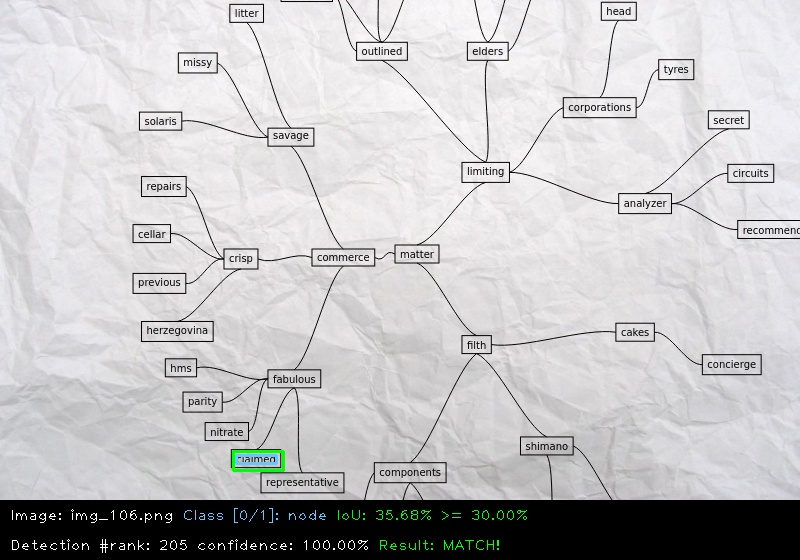 litter
head
outlined
elders
missy
tyres
corporations
solaris
secret
savage
limiting
circuits
repairs
analyzer
cellar
recommend
crisp
commerce
matter
previous
herzegovina
cakes
filth
hms
concierge
fabulous
parity
nitrate
shimano
claimed
components
representative
Image: img_106.png Class [0/1]: node IoU: 35.68% >= 30.00%
Detection #rank: 205 confidence: 100.00% Result: MATCH!